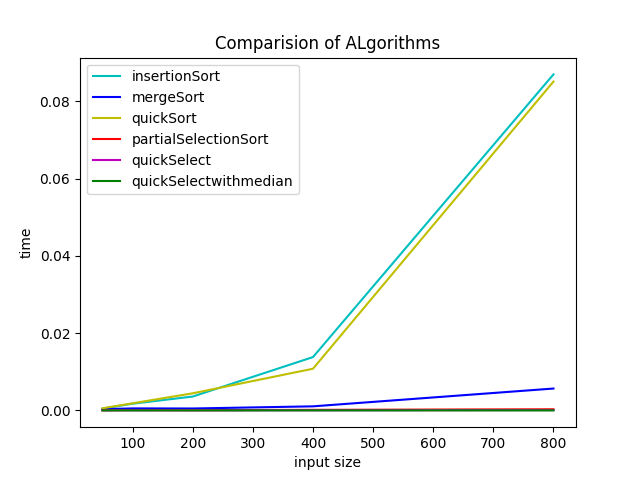 Comparision of ALgorithms
insertionSort
mergeSort
quickSort
partialSelectionSort
quickSelect
quickSelectwithmedian
time
0.08
0.06
0.04
0.02
0.00
100 200 300 400 500 600 700 800
input size